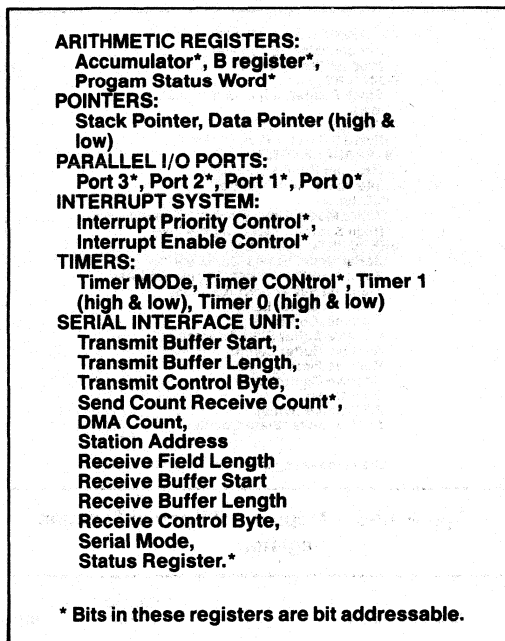 ARITHMETIC REGISTERS:
Accumulator*, B register*,
Progam Status Word*
POINTERS:
Stack Pointer, Data Pointer (high &
low)
PARALLEL I/O PORTS:
Port 3*, Port 2*, Port 1*, Port 0*
INTERRUPT SYSTEM:
Interrupt Priority Control*,
Interrupt Enable Control*
TIMERS:
Timer MODe, Timer CONtrol*, Timer 1
(high & low), Timer 0 (high & low)
SERIAL INTERFACE UNIT:
Transmit Buffer Start,
Transmit Buffer Length,
Transmit Control Byte,
Send Count Receive Count*,
DMA Count,
Station Address
Receive Field Length
Receive Buffer Start
Receive Buffer Length
Receive Control Byte,
Serial Mode,
Status Register.*
* Bits in these registers are bit addressable.